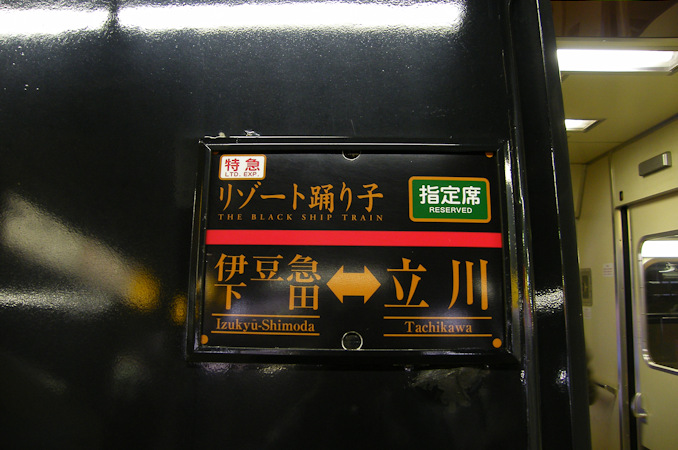 特急
LTD. EXP.
リゾート踊り子
THE BLACK SHIP TRAIN
指定席
RESERVED
伊豆急下田
Izukyū-Shimoda
立川
Tachikawa